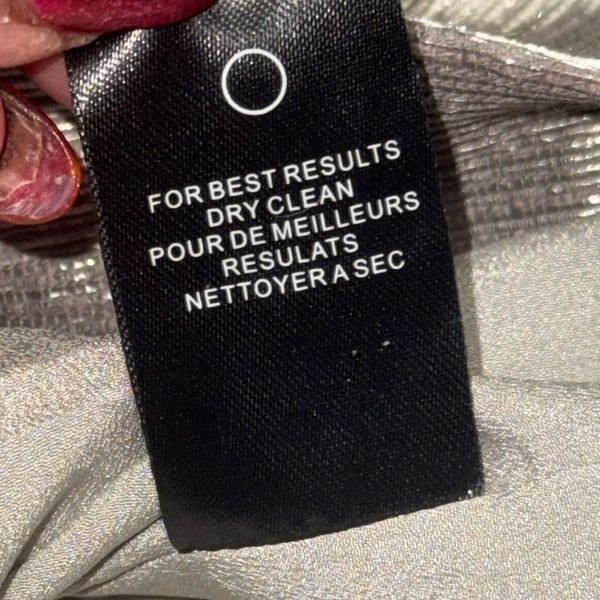 FOR BEST RESULTS
DRY CLEAN
POUR DE MEILLEURS
RESULATS
NETTOYER A SEC